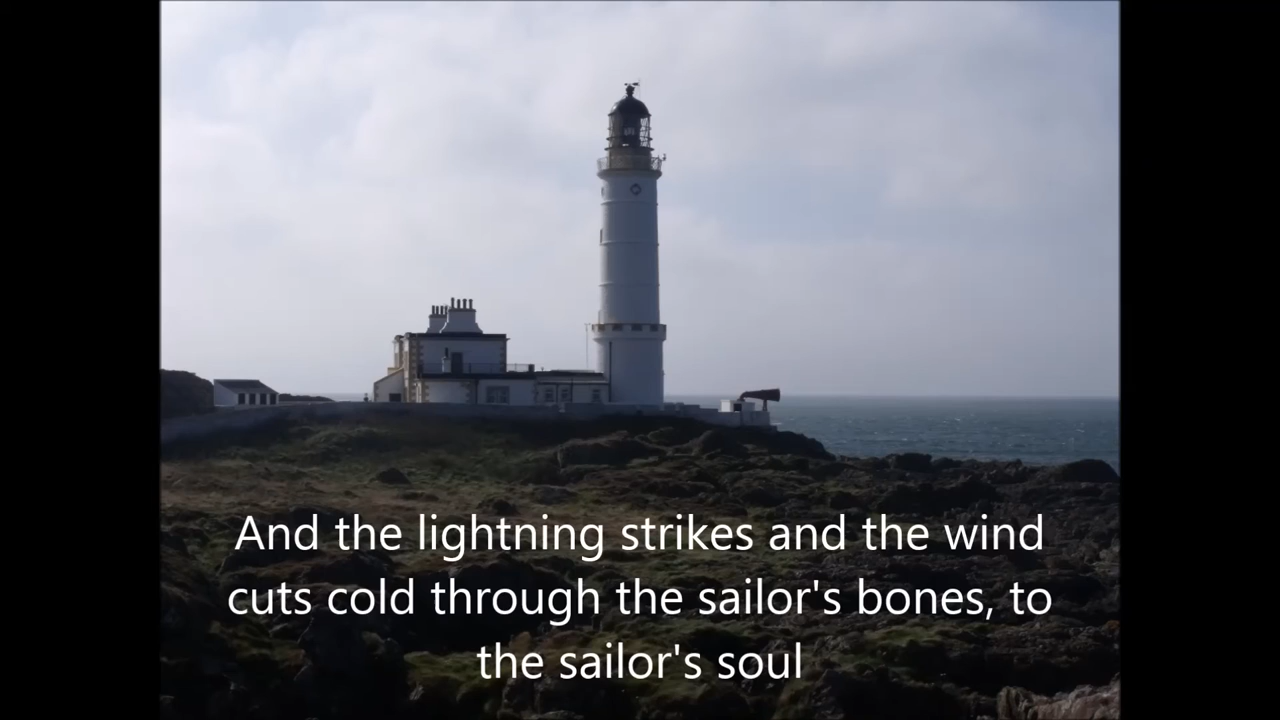 And the lightning strikes and the wind
cuts cold through the sailor's bones, to
the sailor's soul